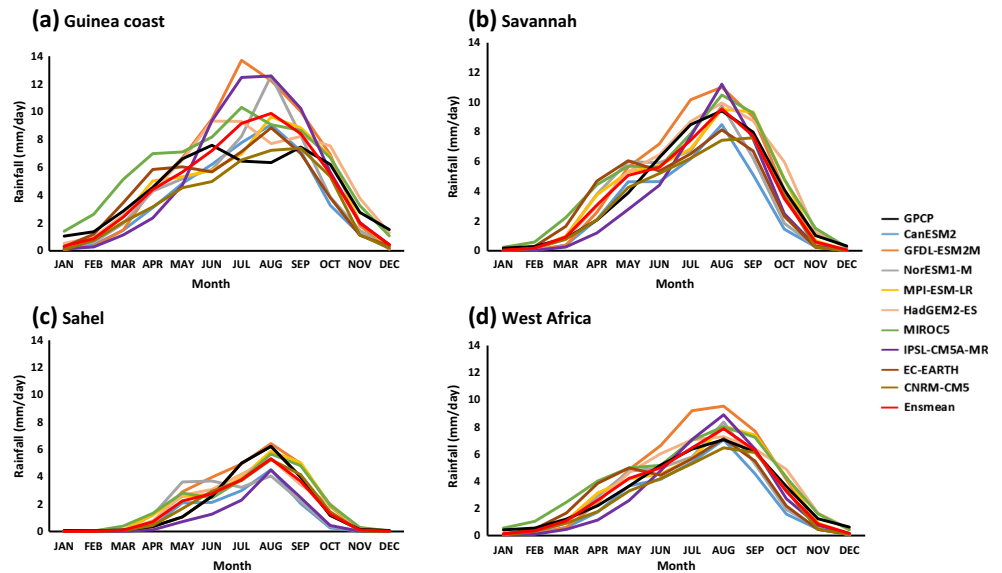 (a) Guinea coast
Rainfall (mm/day)
14
12
10
8
6
4
2
0
JAN FEB MAR APR MAY JUN JUL AUG SEP OCT NOV DEC
Month
(b) Savannah
Rainfall (mm/day)
14
12
10
8
6
4
2
0
JAN FEB MAR APR MAY JUN JUL AUG SEP OCT NOV DEC
Month
GPCP
CanESM2
GFDL-ESM2M
NorESM1-M
MPI-ESM-LR
HadGEM2-ES
MIROC5
IPSL-CM5A-MR
EC-EARTH
CNRM-CM5
Ensmean
(c) Sahel
Rainfall (mm/day)
14
12
10
8
6
4
2
0
JAN FEB MAR APR MAY JUN JUL AUG SEP OCT NOV DEC
Month
(d) West Africa
Rainfall (mm/day)
14
12
10
8
6
4
2
0
JAN FEB MAR APR MAY JUN JUL AUG SEP OCT NOV DEC
Month